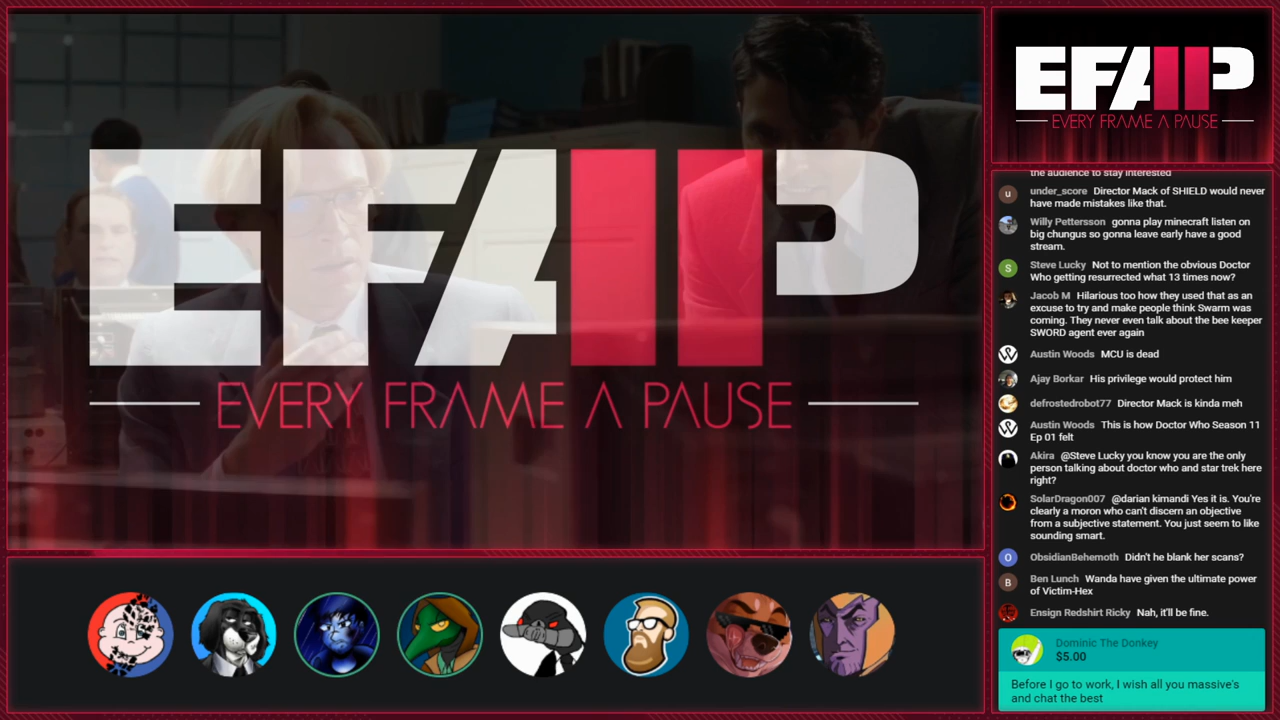 EFAP
EVERY FRAME A PAUSE
EFAP
EVERY FRAME A PAUSE
the audience to stay interested
u
under_score Director Mack of SHIELD would never
have made mistakes like that.
Willy Pettersson gonna play minecraft listen on
big chungus so gonna leave early have a good
stream.
S
Steve Lucky Not to mention the obvious Doctor
Who getting resurrected what 13 times now?
Jacob M Hilarious too how they used that as an
excuse to try and make people think Swarm was
coming. They never even talk about the bee keeper
SWORD agent ever again
Austin Woods MCU is dead
Ajay Borkar His privilege would protect him
defrostedrobot77 Director Mack is kinda meh
Austin Woods This is how Doctor Who Season 11
Ep 01 felt
Akira @Steve Lucky you know you are the only
person talking about doctor who and star trek here
right?
SolarDragon007 @darian kimandi Yes it is. You're
clearly a moron who can't discern an objective
from a subjective statement. You just seem to like
sounding smart.
O
ObsidianBehemoth Didn't he blank her scans?
B
Ben Lunch Wanda have given the ultimate power
of Victim-Hex
Ensign Redshirt Ricky Nah, it'll be fine.
Dominic The Donkey
$5.00
Before I go to work, I wish all you massive's
and chat the best